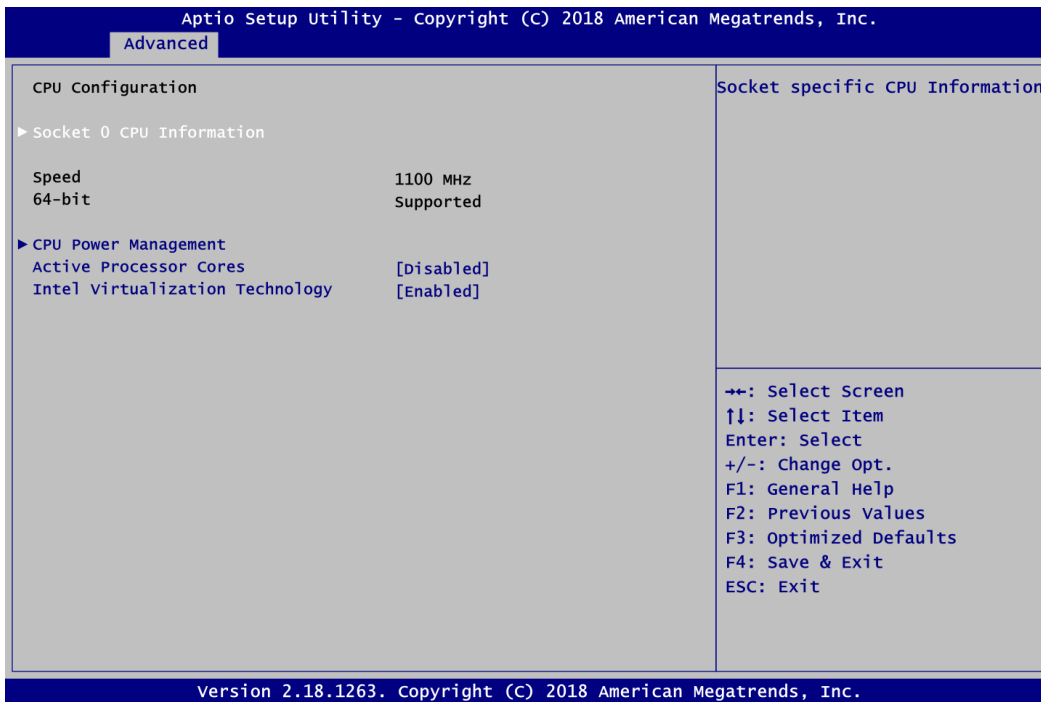 Aptio Setup Utility - Copyright (C) 2018 American Megatrends, Inc.
Advanced
CPU Configuration
▶ Socket 0 CPU Information
Speed 1100 MHz
64-bit Supported
▶ CPU Power Management
Active Processor Cores [Disabled]
Intel Virtualization Technology [Enabled]
Socket specific CPU Information
→←: Select Screen
↑↓: Select Item
Enter: Select
+/-: Change Opt.
F1: General Help
F2: Previous Values
F3: Optimized Defaults
F4: Save & Exit
ESC: Exit
Version 2.18.1263. Copyright (C) 2018 American Megatrends, Inc.